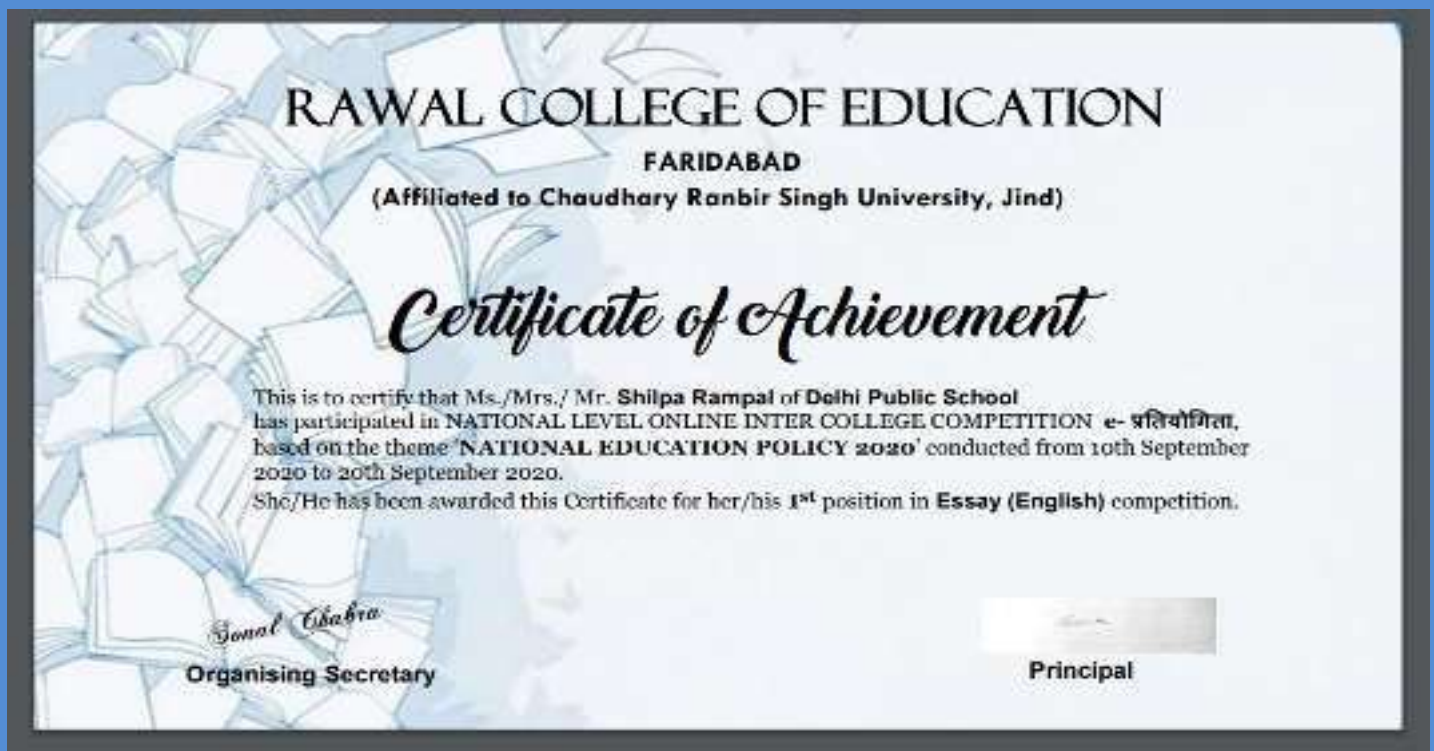 RAWAL COLLEGE OF EDUCATION
FARIDABAD
(Affiliated to Chaudhary Ranbir Singh University, Jind)
Certificate of Achievement
This is to certify that Ms./Mrs./ Mr. Shilpa Rampal of Delhi Public School
has participated in NATIONAL LEVEL ONLINE INTER COLLEGE COMPETITION e- प्रतियोगिता,
based on the theme 'NATIONAL EDUCATION POLICY 2020' conducted from 10th September
2020 to 20th September 2020.
She/He has been awarded this Certificate for her/his 1st position in Essay (English) competition.
Sonal Chabra
Organising Secretary
Principal